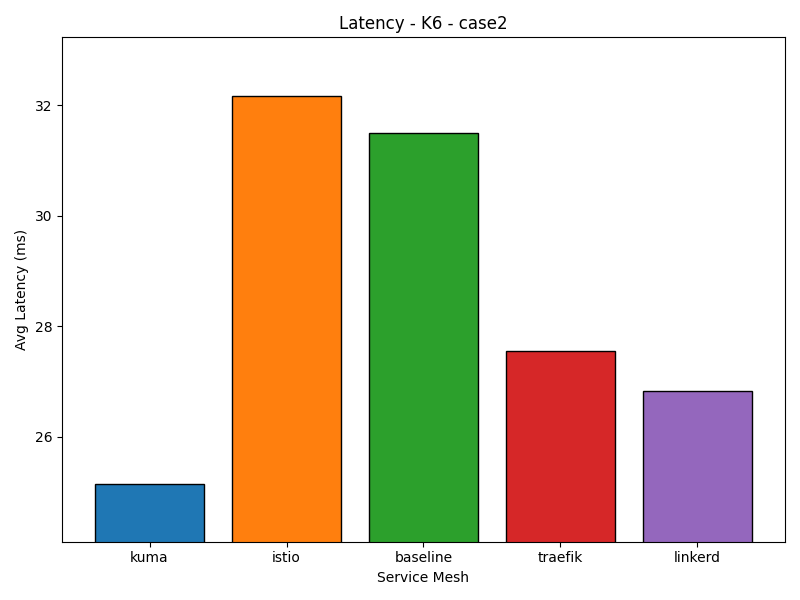 Latency - K6 - case2
Avg Latency (ms)
32
30
28
26
kuma
istio
baseline
traefik
linkerd
Service Mesh